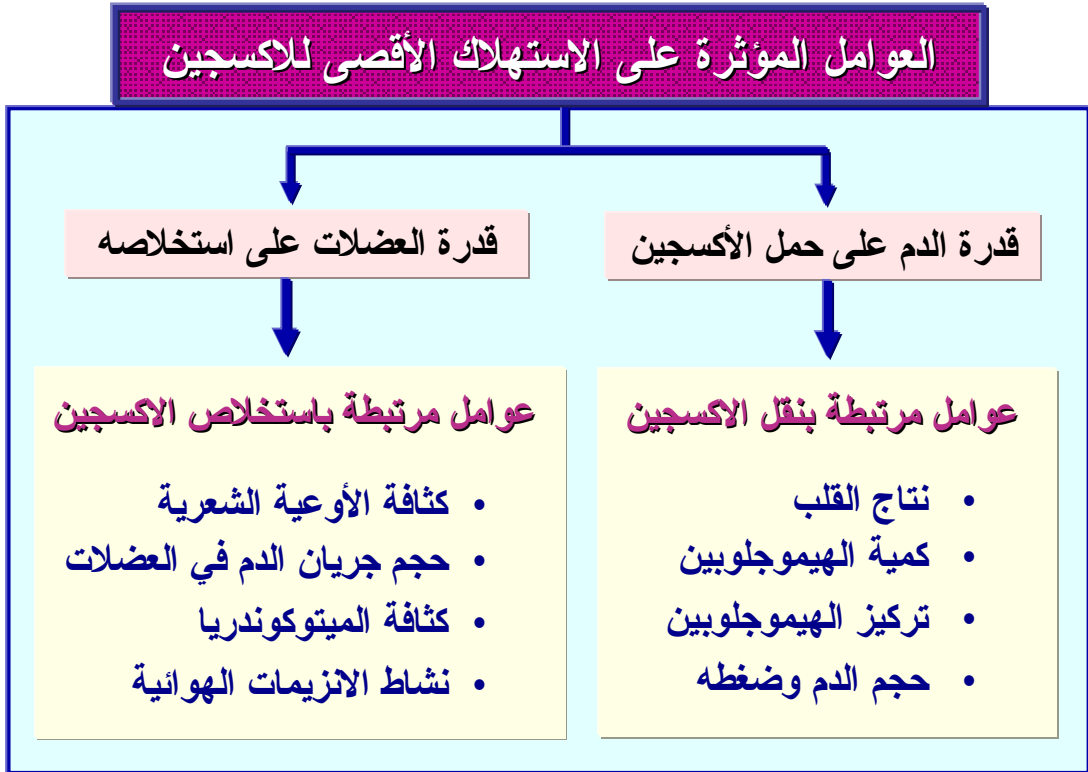 العوامل المؤثرة على الاستهلاك الأقصى للاكسجين
قدرة الدم على حمل الأكسجين
قدرة العضلات على استخلاصه
عوامل مرتبطة بنقل الاكسجين
• نتاج القلب
• كمية الهيموجلوبين
• تركيز الهيموجلوبين
• حجم الدم وضغطه
عوامل مرتبطة باستخلاص الاكسجين
• كثافة الأوعية الشعرية
• حجم جريان الدم في العضلات
• كثافة الميتوكوندريا
• نشاط الانزيمات الهوائية